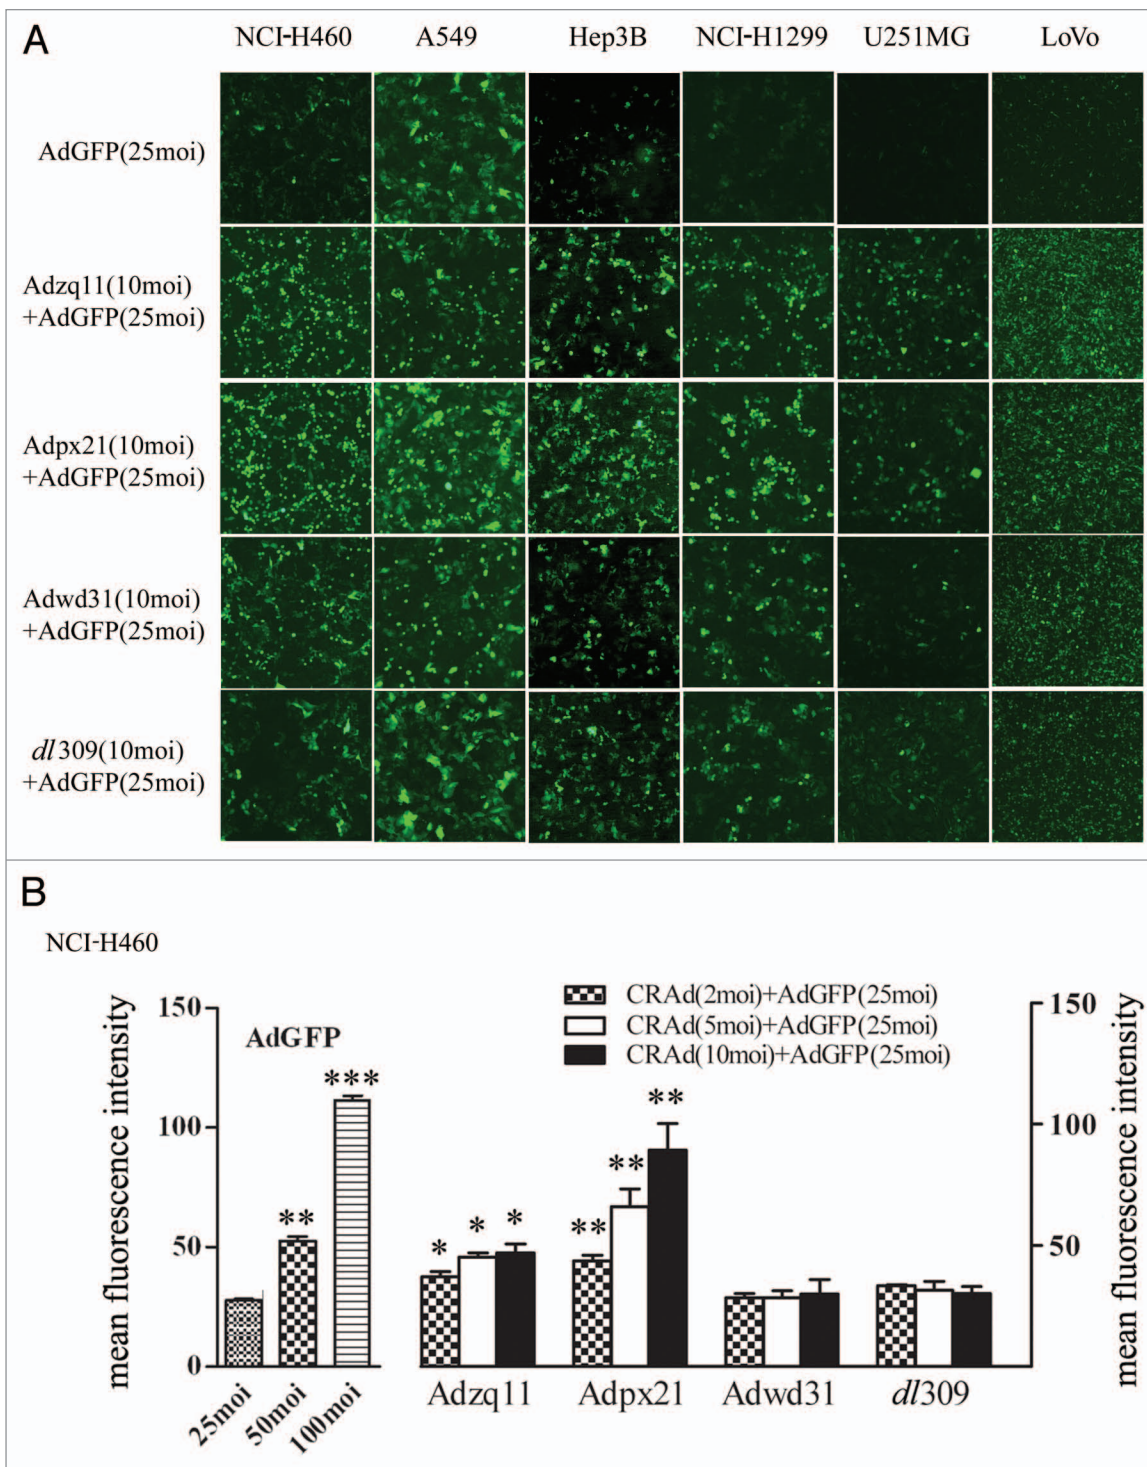 A
NCI-H460 A549 Hep3B NCI-H1299 U251MG LoVo
AdGFP(25moi)
Adzq11(10moi)
+AdGFP(25moi)
Adpx21(10moi)
+AdGFP(25moi)
Adwd31(10moi)
+AdGFP(25moi)
dl309(10moi)
+AdGFP(25moi)
B
NCI-H460
mean fluorescence intensity
150
100
50
0
AdGFP
**
***
25moi
50moi
100moi
CRAd(2moi)+AdGFP(25moi)
CRAd(5moi)+AdGFP(25moi)
CRAd(10moi)+AdGFP(25moi)
* * *
** ** **
Adzq11 Adpx21 Adwd31 dl309
150
100
50
mean fluorescence intensity